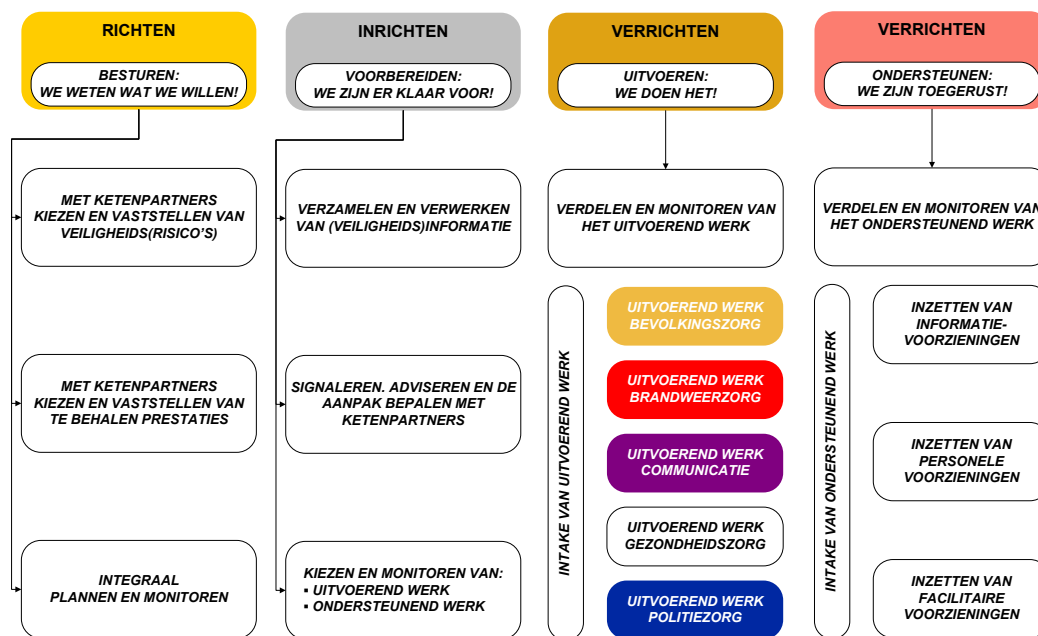 RICHTEN
BESTUREN:
WE WETEN WAT WE WILLEN!
MET KETENPARTNERS
KIEZEN EN VASTSTELLEN VAN
VEILIGHEIDS(RISICO'S)
MET KETENPARTNERS
KIEZEN EN VASTSTELLEN VAN
TE BEHALEN PRESTATIES
INTEGRAAL
PLANNEN EN MONITOREN
INRICHTEN
VOORBEREIDEN:
WE ZIJN ER KLAAR VOOR!
VERZAMELEN EN VERWERKEN
VAN (VEILIGHEIDS)INFORMATIE
SIGNALEREN. ADVISEREN EN DE
AANPAK BEPALEN MET
KETENPARTNERS
KIEZEN EN MONITOREN VAN:
▪ UITVOEREND WERK
▪ ONDERSTEUNEND WERK
VERRICHTEN
UITVOEREN:
WE DOEN HET!
VERDELEN EN MONITOREN VAN
HET UITVOEREND WERK
INTAKE VAN UITVOEREND WERK
UITVOEREND WERK
BEVOLKINGSZORG
UITVOEREND WERK
BRANDWEERZORG
UITVOEREND WERK
COMMUNICATIE
UITVOEREND WERK
GEZONDHEIDSZORG
UITVOEREND WERK
POLITIEZORG
VERRICHTEN
ONDERSTEUNEN:
WE ZIJN TOEGERUST!
VERDELEN EN MONITOREN VAN
HET ONDERSTEUNEND WERK
INTAKE VAN ONDERSTEUNEND WERK
INZETTEN VAN
INFORMATIE-
VOORZIENINGEN
INZETTEN VAN
PERSONELE
VOORZIENINGEN
INZETTEN VAN
FACILITAIRE
VOORZIENINGEN